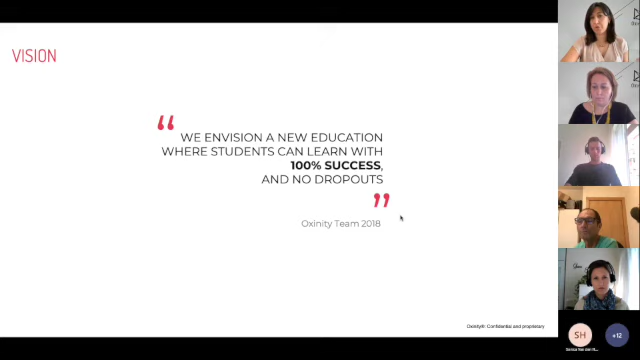 VISION
“
WE ENVISION A NEW EDUCATION
WHERE STUDENTS CAN LEARN WITH
100% SUCCESS,
AND NO DROPOUTS
”
Oxinity Team 2018
Oxinity®: Confidential and proprietary
SH
+12